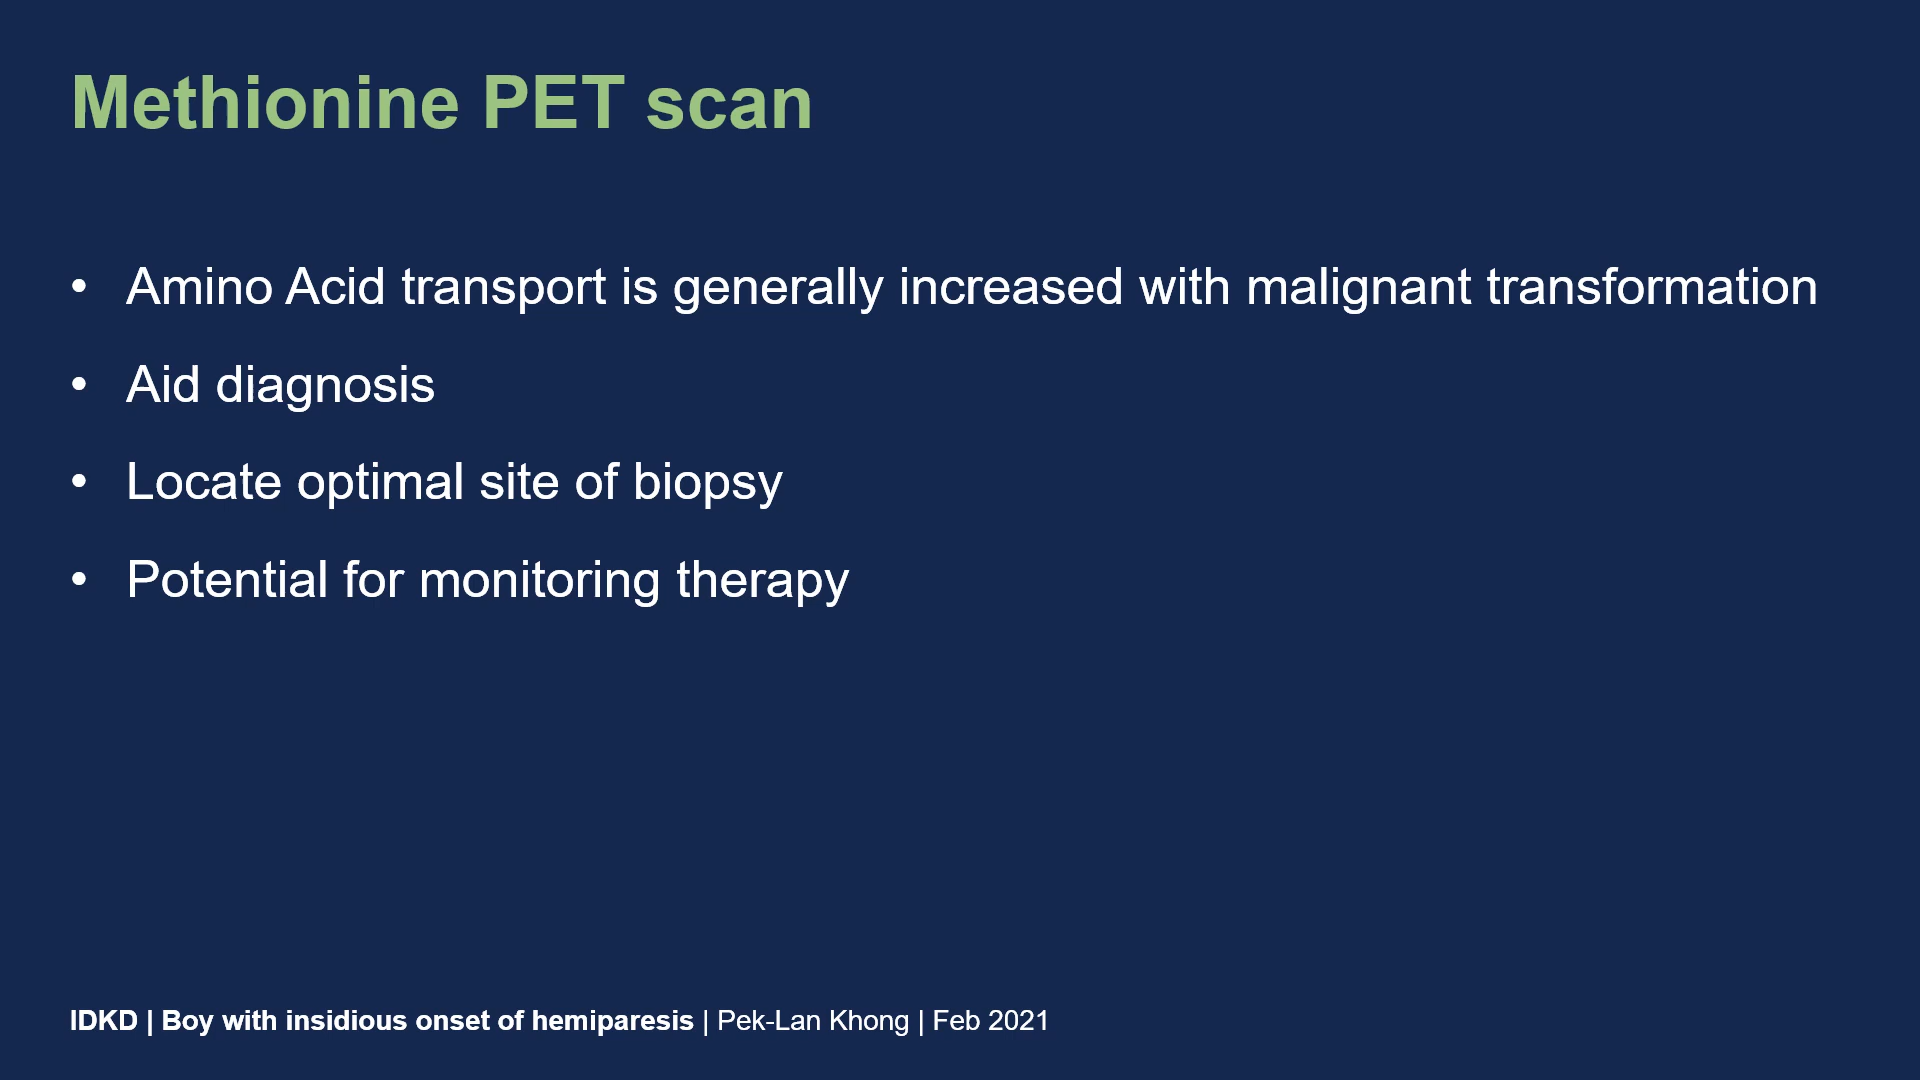 Methionine PET scan
• Amino Acid transport is generally increased with malignant transformation
• Aid diagnosis
• Locate optimal site of biopsy
• Potential for monitoring therapy
IDKD | Boy with insidious onset of hemiparesis | Pek-Lan Khong | Feb 2021